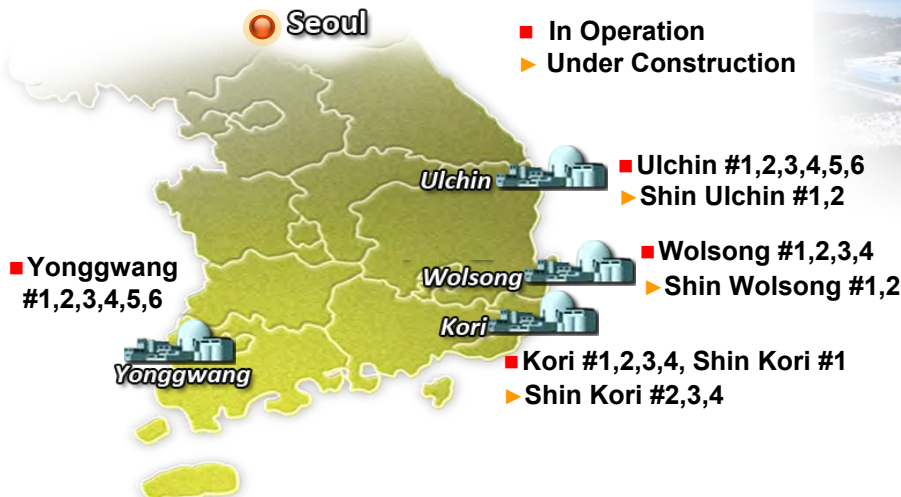 Seoul
■ In Operation
► Under Construction
Ulchin
■ Ulchin #1,2,3,4,5,6
► Shin Ulchin #1,2
■ Yonggwang
#1,2,3,4,5,6
Wolsong
■ Wolsong #1,2,3,4
► Shin Wolsong #1,2
Kori
Yonggwang
■ Kori #1,2,3,4, Shin Kori #1
► Shin Kori #2,3,4